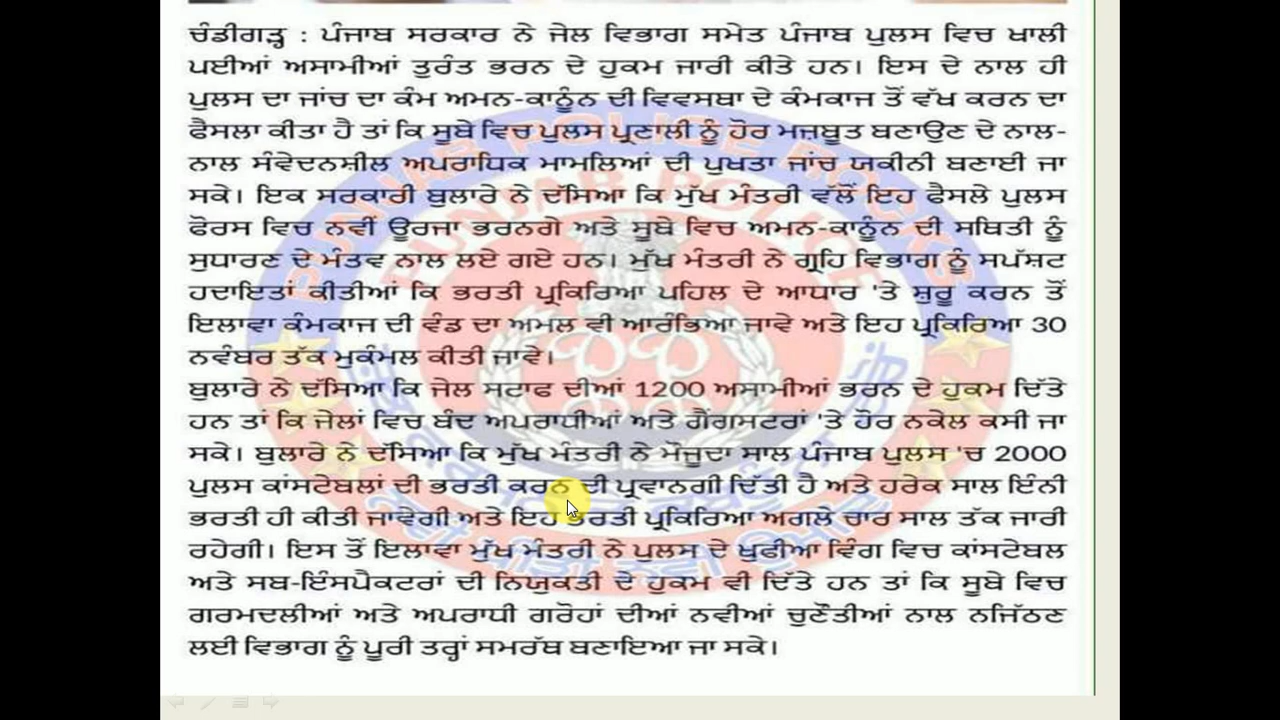 ਚੰਡੀਗੜ੍ਹ : ਪੰਜਾਬ ਸਰਕਾਰ ਨੇ ਜੇਲ ਵਿਭਾਗ ਸਮੇਤ ਪੰਜਾਬ ਪੁਲਸ ਵਿਚ ਖਾਲੀ
ਪਈਆਂ ਅਸਾਮੀਆਂ ਤੁਰੰਤ ਭਰਨ ਦੇ ਹੁਕਮ ਜਾਰੀ ਕੀਤੇ ਹਨ। ਇਸ ਦੇ ਨਾਲ ਹੀ
ਪੁਲਸ ਦਾ ਜਾਂਚ ਦਾ ਕੰਮ ਅਮਨ-ਕਾਨੂੰਨ ਦੀ ਵਿਵਸਥਾ ਦੇ ਕੰਮਕਾਜ ਤੋਂ ਵੱਖ ਕਰਨ ਦਾ
ਫੈਸਲਾ ਕੀਤਾ ਹੈ ਤਾਂ ਕਿ ਸੂਬੇ ਵਿਚ ਪੁਲਸ ਪ੍ਰਣਾਲੀ ਨੂੰ ਹੋਰ ਮਜ਼ਬੂਤ ਬਣਾਉਣ ਦੇ ਨਾਲ-
ਨਾਲ ਸੰਵੇਦਨਸ਼ੀਲ ਅਪਰਾਧਿਕ ਮਾਮਲਿਆਂ ਦੀ ਪੁਖਤਾ ਜਾਂਚ ਯਕੀਨੀ ਬਣਾਈ ਜਾ
ਸਕੇ। ਇਕ ਸਰਕਾਰੀ ਬੁਲਾਰੇ ਨੇ ਦੱਸਿਆ ਕਿ ਮੁੱਖ ਮੰਤਰੀ ਵੱਲੋਂ ਇਹ ਫੈਸਲੇ ਪੁਲਸ
ਫੋਰਸ ਵਿਚ ਨਵੀਂ ਊਰਜਾ ਭਰਨਗੇ ਅਤੇ ਸੂਬੇ ਵਿਚ ਅਮਨ-ਕਾਨੂੰਨ ਦੀ ਸਥਿਤੀ ਨੂੰ
ਸੁਧਾਰਣ ਦੇ ਮੰਤਵ ਨਾਲ ਲਏ ਗਏ ਹਨ। ਮੁੱਖ ਮੰਤਰੀ ਨੇ ਗ੍ਰਹਿ ਵਿਭਾਗ ਨੂੰ ਸਪੱਸ਼ਟ
ਹਦਾਇਤਾਂ ਕੀਤੀਆਂ ਕਿ ਭਰਤੀ ਪ੍ਰਕਿਰਿਆ ਪਹਿਲ ਦੇ ਆਧਾਰ 'ਤੇ ਸ਼ੁਰੂ ਕਰਨ ਤੋਂ
ਇਲਾਵਾ ਕੰਮਕਾਜ ਦੀ ਵੰਡ ਦਾ ਅਮਲ ਵੀ ਆਰੰਭਿਆ ਜਾਵੇ ਅਤੇ ਇਹ ਪ੍ਰਕਿਰਿਆ 30
ਨਵੰਬਰ ਤੱਕ ਮੁਕੰਮਲ ਕੀਤੀ ਜਾਵੇ।
ਬੁਲਾਰੇ ਨੇ ਦੱਸਿਆ ਕਿ ਜੇਲ ਸਟਾਫ ਦੀਆਂ 1200 ਅਸਾਮੀਆਂ ਭਰਨ ਦੇ ਹੁਕਮ ਦਿੱਤੇ
ਹਨ ਤਾਂ ਕਿ ਜੇਲਾਂ ਵਿਚ ਬੰਦ ਅਪਰਾਧੀਆਂ ਅਤੇ ਗੈਂਗਸਟਰਾਂ 'ਤੇ ਹੋਰ ਨਕੇਲ ਕਸੀ ਜਾ
ਸਕੇ। ਬੁਲਾਰੇ ਨੇ ਦੱਸਿਆ ਕਿ ਮੁੱਖ ਮੰਤਰੀ ਨੇ ਮੌਜੂਦਾ ਸਾਲ ਪੰਜਾਬ ਪੁਲਸ 'ਚ 2000
ਪੁਲਸ ਕਾਂਸਟੇਬਲਾਂ ਦੀ ਭਰਤੀ ਕਰਨ ਦੀ ਪ੍ਰਵਾਨਗੀ ਦਿੱਤੀ ਹੈ ਅਤੇ ਹਰੇਕ ਸਾਲ ਇੰਨੀ
ਭਰਤੀ ਹੀ ਕੀਤੀ ਜਾਵੇਗੀ ਅਤੇ ਇਹ ਭਰਤੀ ਪ੍ਰਕਿਰਿਆ ਅਗਲੇ ਚਾਰ ਸਾਲ ਤੱਕ ਜਾਰੀ
ਰਹੇਗੀ। ਇਸ ਤੋਂ ਇਲਾਵਾ ਮੁੱਖ ਮੰਤਰੀ ਨੇ ਪੁਲਸ ਦੇ ਖੁਫੀਆ ਵਿੰਗ ਵਿਚ ਕਾਂਸਟੇਬਲ
ਅਤੇ ਸਬ-ਇੰਸਪੈਕਟਰਾਂ ਦੀ ਨਿਯੁਕਤੀ ਦੇ ਹੁਕਮ ਵੀ ਦਿੱਤੇ ਹਨ ਤਾਂ ਕਿ ਸੂਬੇ ਵਿਚ
ਗਰਮਦਲੀਆਂ ਅਤੇ ਅਪਰਾਧੀ ਗਰੋਹਾਂ ਦੀਆਂ ਨਵੀਆਂ ਚੁਣੌਤੀਆਂ ਨਾਲ ਨਜਿੱਠਣ
ਲਈ ਵਿਭਾਗ ਨੂੰ ਪੂਰੀ ਤਰ੍ਹਾਂ ਸਮਰੱਥ ਬਣਾਇਆ ਜਾ ਸਕੇ।
PUNJAB POLICE ROCKS
PUNJAB POLICE